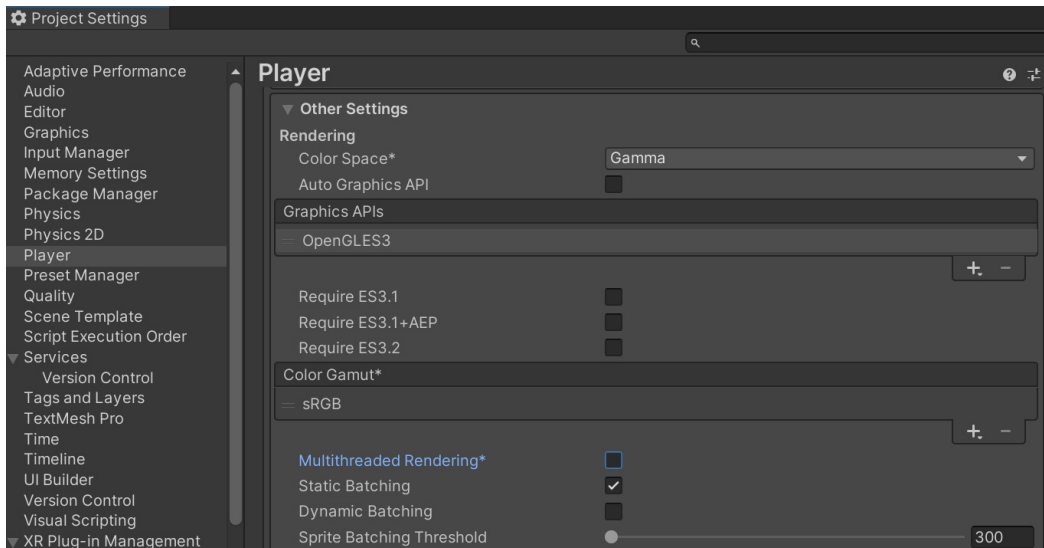 Project Settings
Adaptive Performance
Audio
Editor
Graphics
Input Manager
Memory Settings
Package Manager
Physics
Physics 2D
Player
Preset Manager
Quality
Scene Template
Script Execution Order
Services
Version Control
Tags and Layers
TextMesh Pro
Time
Timeline
UI Builder
Version Control
Visual Scripting
XR Plug-in Management
Player
Other Settings
Rendering
Color Space* Gamma
Auto Graphics API
Graphics APIs
OpenGLES3
Require ES3.1
Require ES3.1+AEP
Require ES3.2
Color Gamut*
sRGB
Multithreaded Rendering*
Static Batching
Dynamic Batching
Sprite Batching Threshold 300